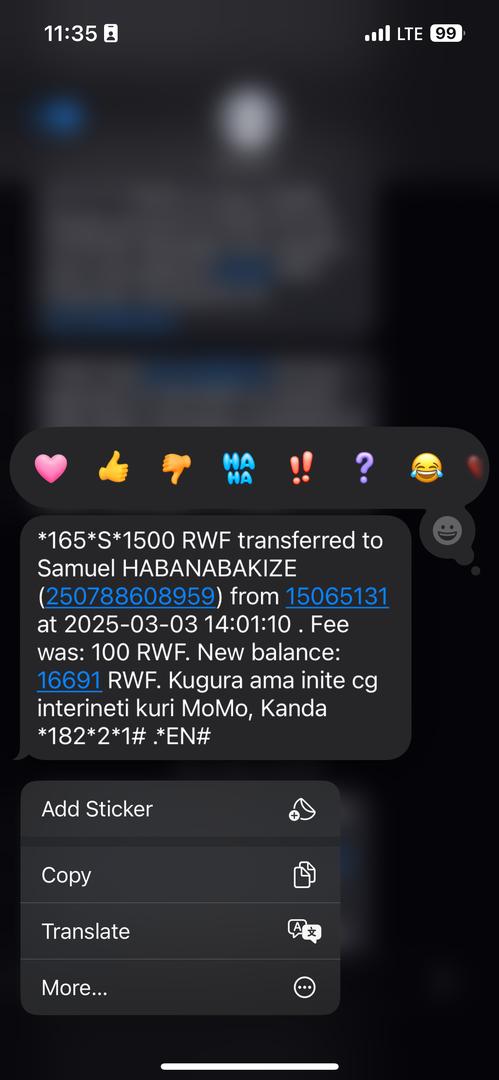 11:35
LTE 99
HA
HA
*165*S*1500 RWF transferred to
Samuel HABANABAKIZE
(250788608959) from 15065131
at 2025-03-03 14:01:10 . Fee
was: 100 RWF. New balance:
16691 RWF. Kugura ama inite cg
interineti kuri MoMo, Kanda
*182*2*1# .*EN#
Add Sticker
Copy
Translate
More...